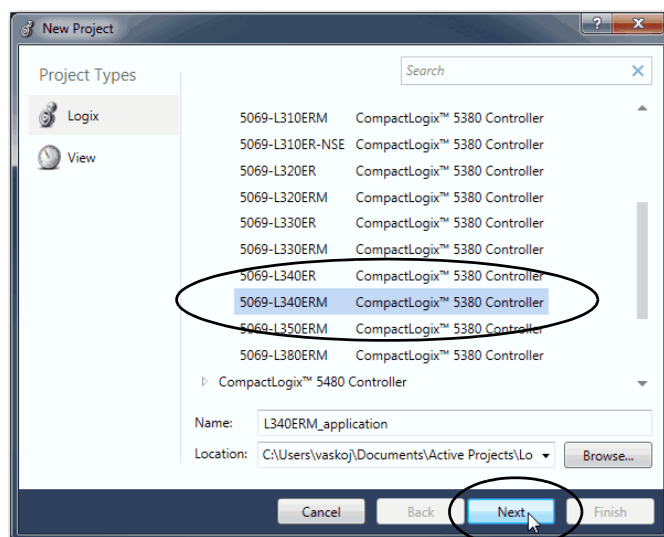 New Project
Project Types
Search
Logix
View
5069-L310ERM CompactLogix™ 5380 Controller
5069-L310ER-NSE CompactLogix™ 5380 Controller
5069-L320ER CompactLogix™ 5380 Controller
5069-L320ERM CompactLogix™ 5380 Controller
5069-L330ER CompactLogix™ 5380 Controller
5069-L330ERM CompactLogix™ 5380 Controller
5069-L340ER CompactLogix™ 5380 Controller
5069-L340ERM CompactLogix™ 5380 Controller
5069-L350ERM CompactLogix™ 5380 Controller
5069-L380ERM CompactLogix™ 5380 Controller
CompactLogix™ 5480 Controller
Name: L340ERM_application
Location: C:\Users\vaskoj\Documents\Active Projects\Lo Browse...
Cancel Back Next Finish